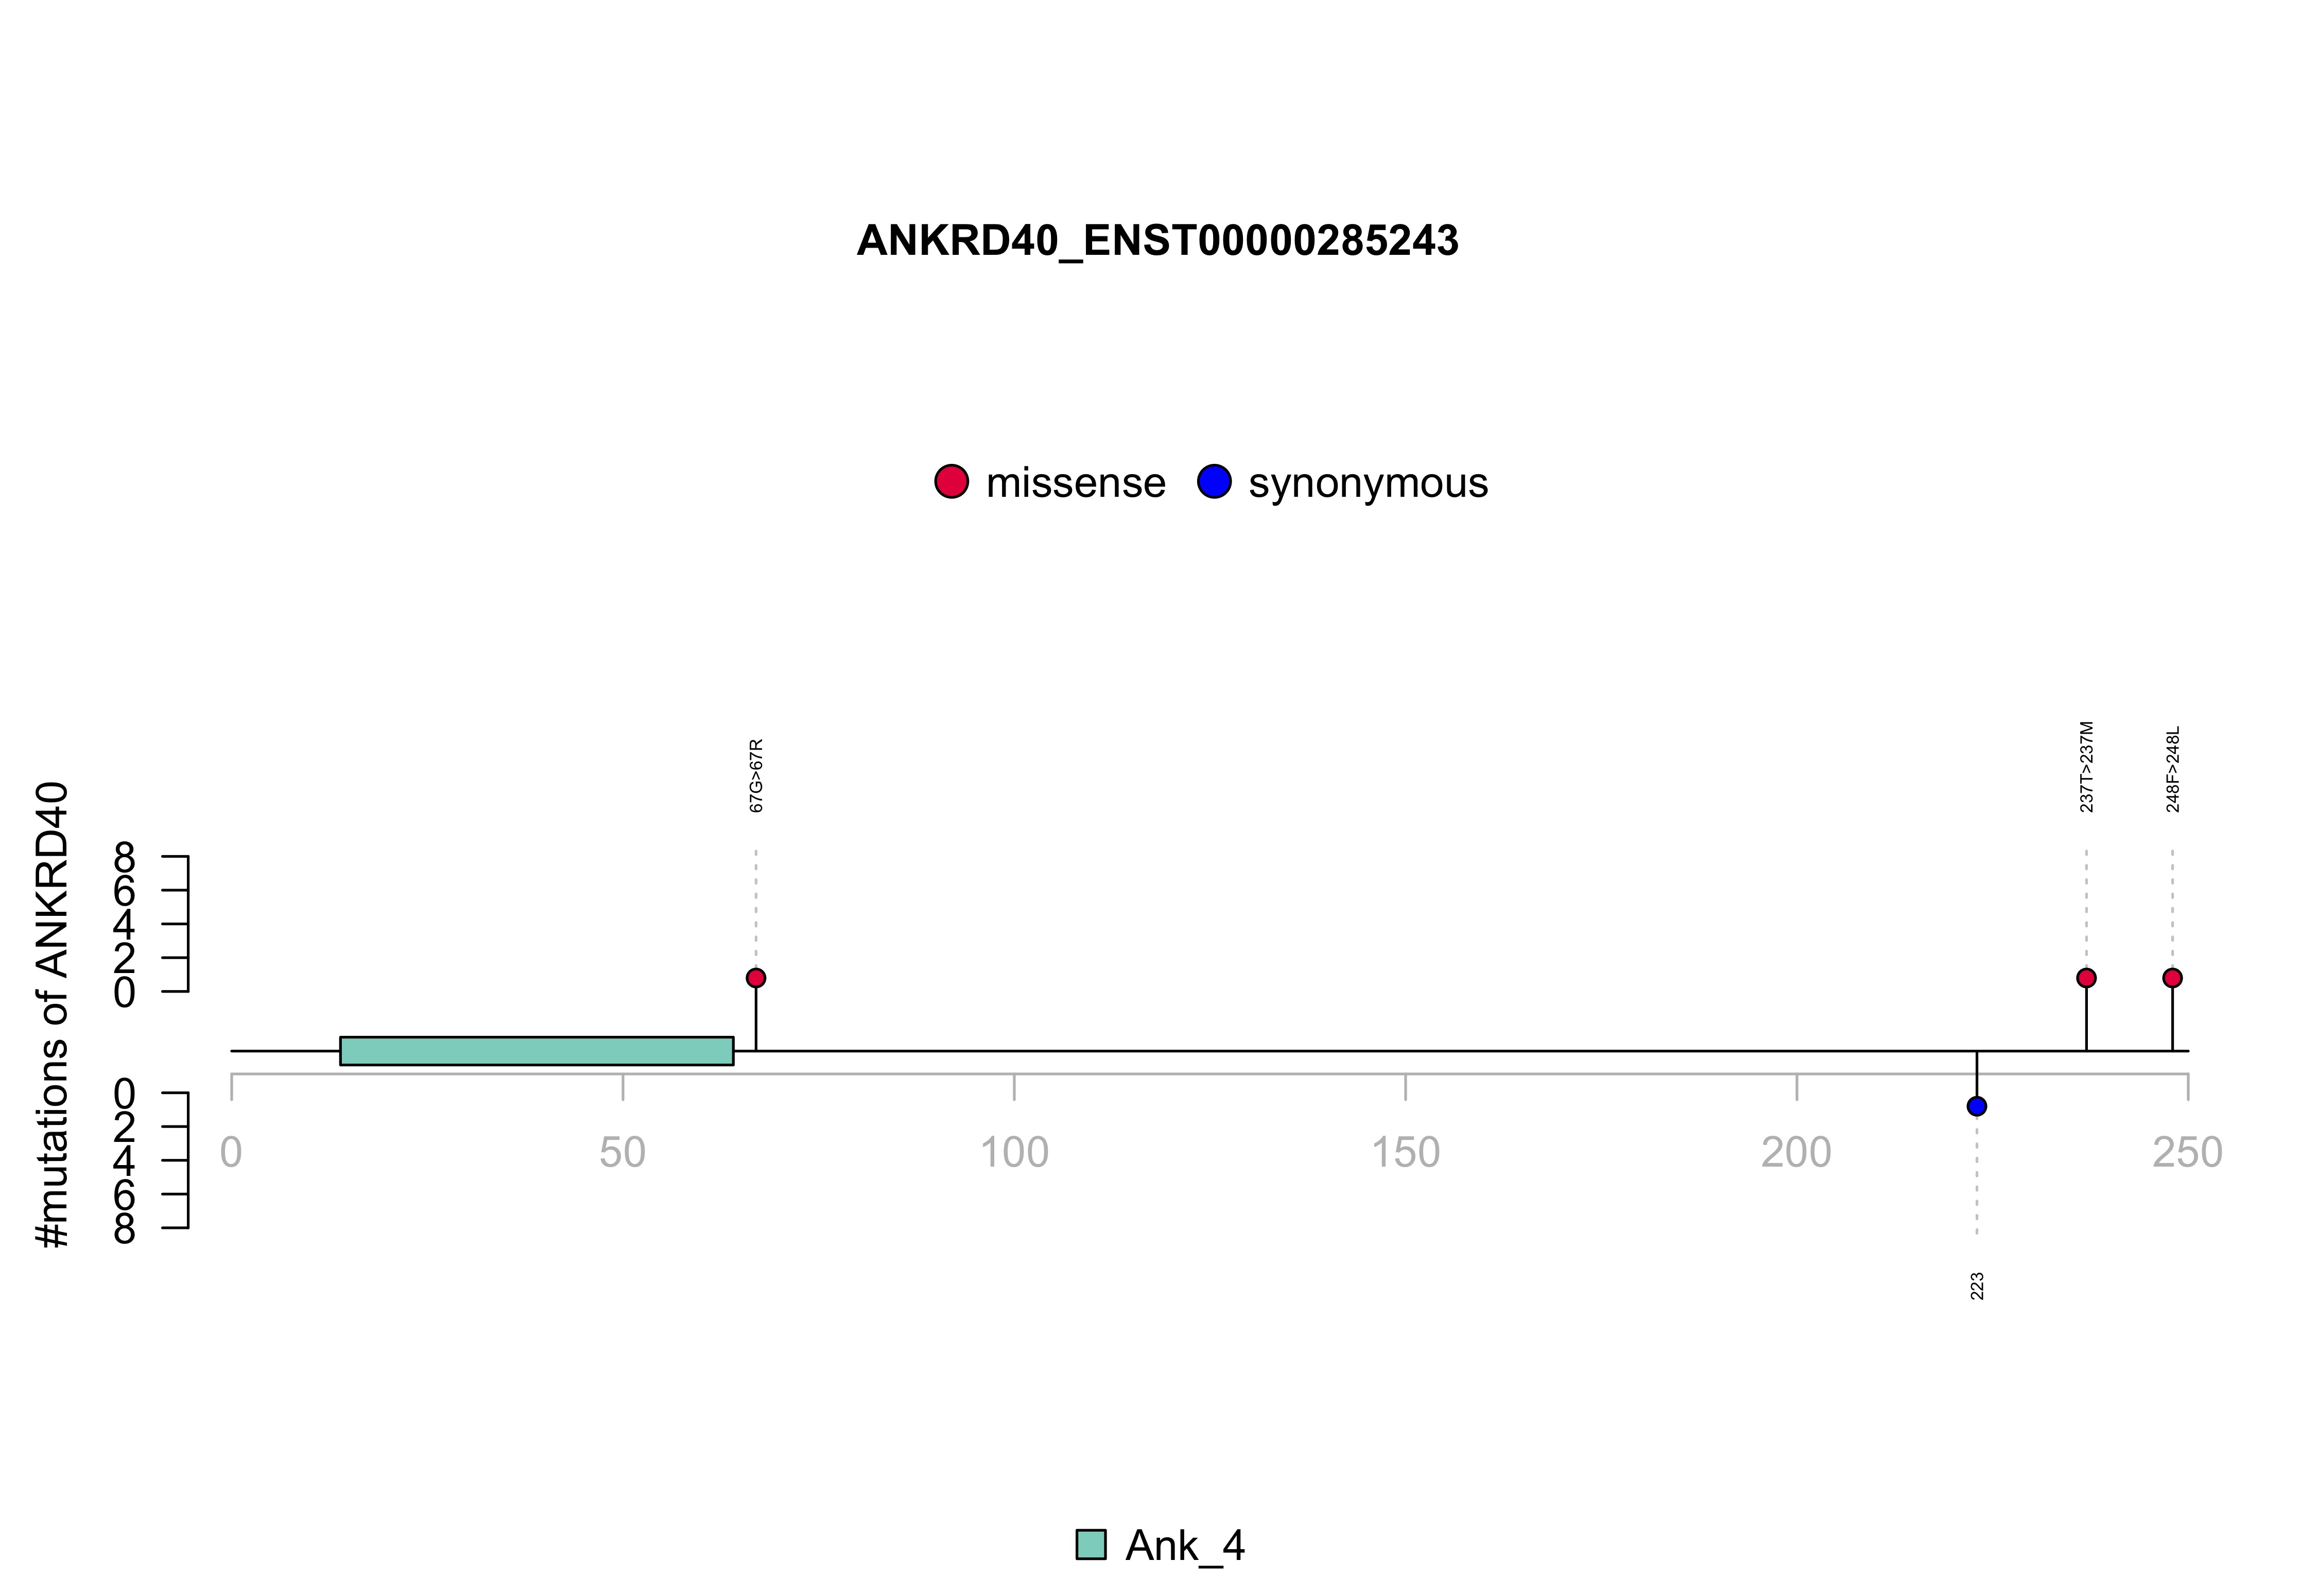 ANKRD40_ENST00000285243
missense synonymous
67G>67R
237T>237M
248F>248L
#mutations of ANKRD40
8
6
4
2
0
0
2
4
6
8
0 50 100 150 200 250
223
Ank_4